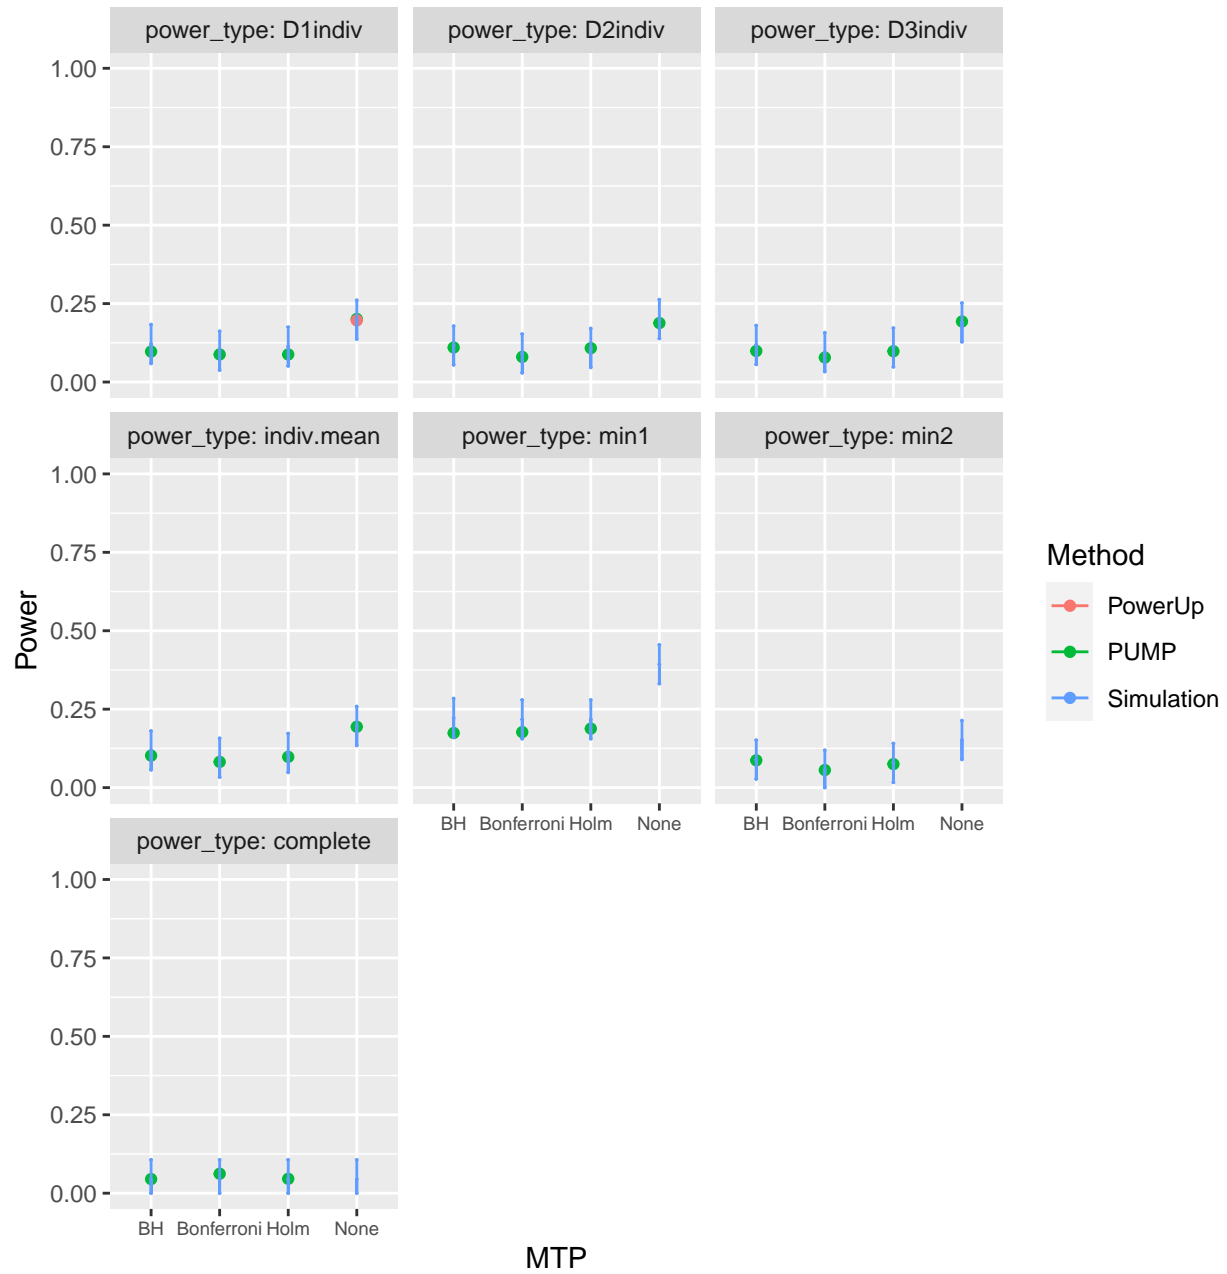 power_type: D1indiv
power_type: D2indiv
power_type: D3indiv
1.00
0.75
0.50
0.25
0.00
power_type: indiv.mean
power_type: min1
power_type: min2
1.00
0.75
0.50
0.25
0.00
BH Bonferroni Holm None
BH Bonferroni Holm None
power_type: complete
1.00
0.75
0.50
0.25
0.00
BH Bonferroni Holm None
Power
MTP
Method
PowerUp
PUMP
Simulation